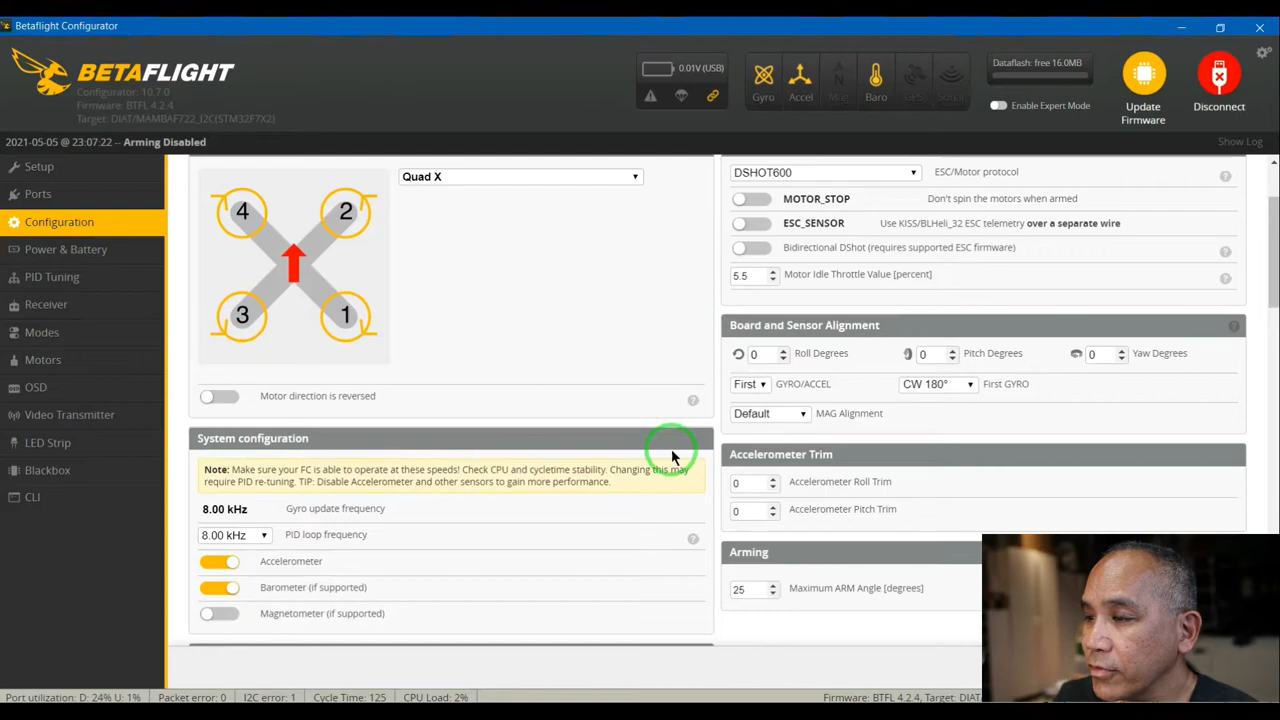 Betaflight Configurator
BETAFLIGHT
Configurator: 10.7.0
Firmware: BTFL 4.2.4
Target: DIAT/MAMBAF722_I2C(STM32F7X2)
0.01V (USB)
Gyro
Accel
Mag
Baro
GPS
Sonar
Dataflash: free 16.0MB
Enable Expert Mode
Update
Firmware
Disconnect
2021-05-05 @ 23:07:22 -- Arming Disabled
Show Log
Setup
Ports
Configuration
Power & Battery
PID Tuning
Receiver
Modes
Motors
OSD
Video Transmitter
LED Strip
Blackbox
CLI
Quad X
4
2
3
1
Motor direction is reversed
System configuration
Note: Make sure your FC is able to operate at these speeds! Check CPU and cycletime stability. Changing this may
require PID re-tuning. TIP: Disable Accelerometer and other sensors to gain more performance.
8.00 kHz Gyro update frequency
8.00 kHz PID loop frequency
Accelerometer
Barometer (if supported)
Magnetometer (if supported)
DSHOT600 ESC/Motor protocol
MOTOR_STOP Don't spin the motors when armed
ESC_SENSOR Use KISS/BLHeli_32 ESC telemetry over a separate wire
Bidirectional DShot (requires supported ESC firmware)
5.5 Motor Idle Throttle Value [percent]
Board and Sensor Alignment
0 Roll Degrees 0 Pitch Degrees 0 Yaw Degrees
First GYRO/ACCEL CW 180° First GYRO
Default MAG Alignment
Accelerometer Trim
0 Accelerometer Roll Trim
0 Accelerometer Pitch Trim
Arming
25 Maximum ARM Angle [degrees]
Port utilization: D: 24% U: 1% Packet error: 0 I2C error: 1 Cycle Time: 125 CPU Load: 2% Firmware: BTFL 4.2.4, Target: DIAT